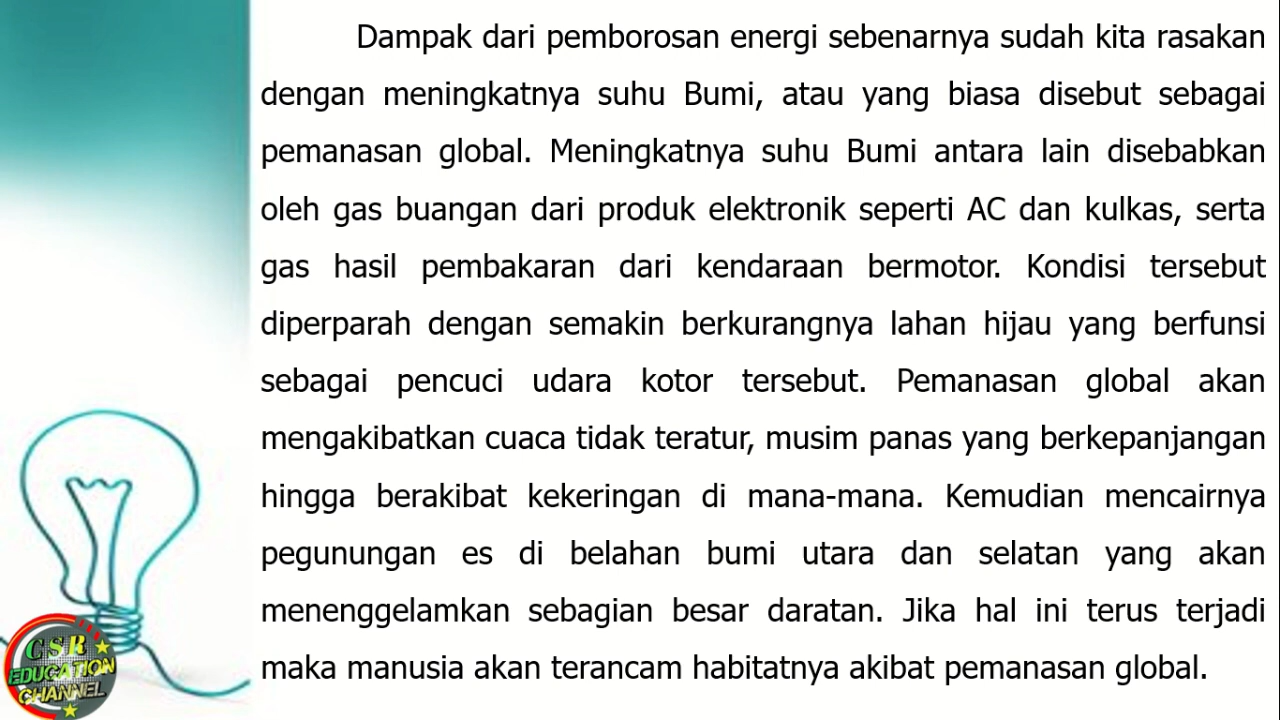 Dampak dari pemborosan energi sebenarnya sudah kita rasakan
dengan meningkatnya suhu Bumi, atau yang biasa disebut sebagai
pemanasan global. Meningkatnya suhu Bumi antara lain disebabkan
oleh gas buangan dari produk elektronik seperti AC dan kulkas, serta
gas hasil pembakaran dari kendaraan bermotor. Kondisi tersebut
diperparah dengan semakin berkurangnya lahan hijau yang berfunsi
sebagai pencuci udara kotor tersebut. Pemanasan global akan
mengakibatkan cuaca tidak teratur, musim panas yang berkepanjangan
hingga berakibat kekeringan di mana-mana. Kemudian mencairnya
pegunungan es di belahan bumi utara dan selatan yang akan
menenggelamkan sebagian besar daratan. Jika hal ini terus terjadi
maka manusia akan terancam habitatnya akibat pemanasan global.
CSR
EDUCATION
CHANNEL